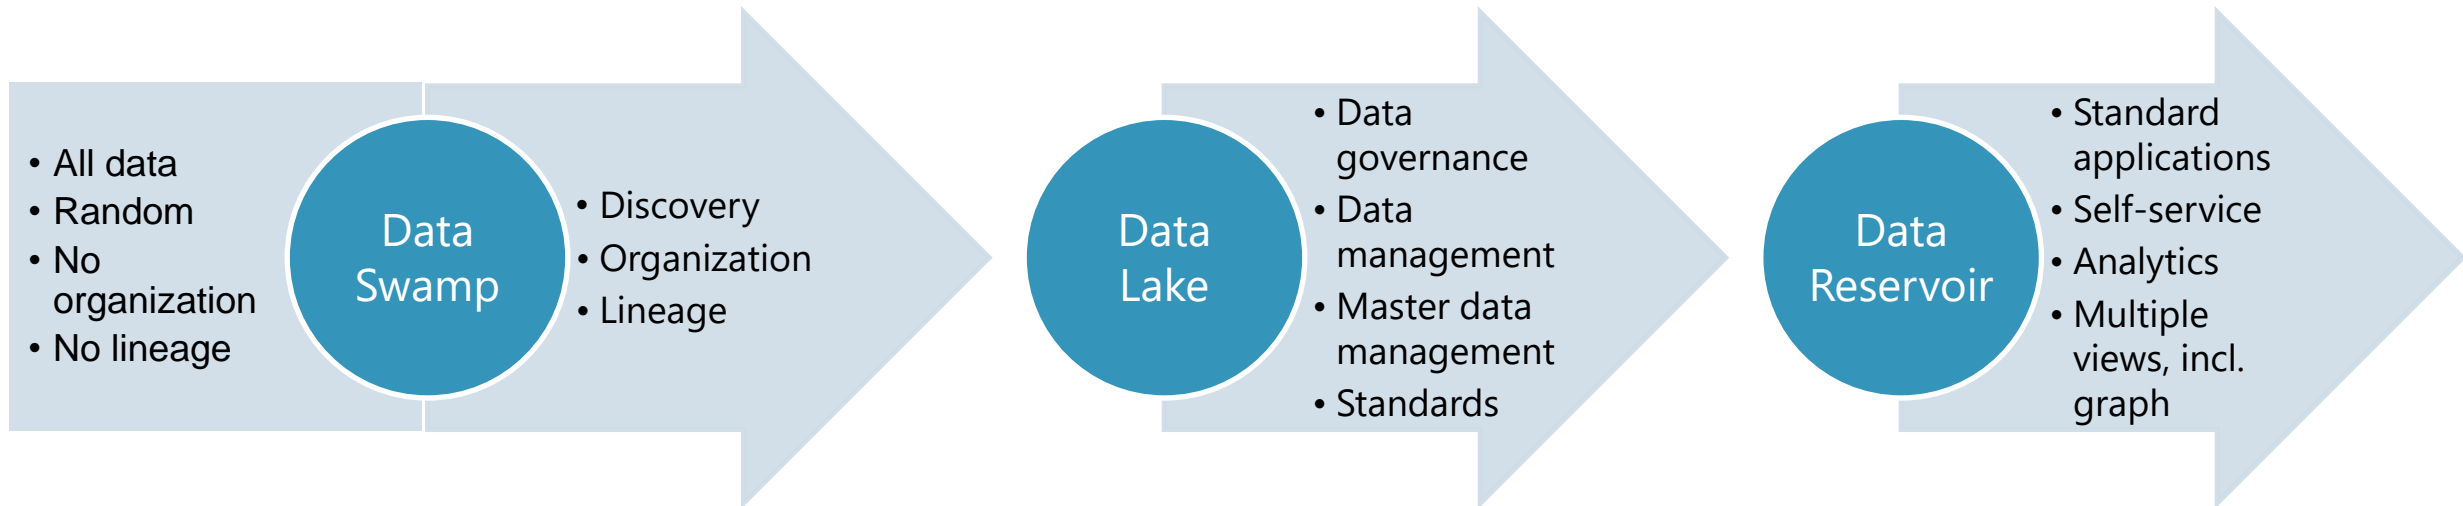 • All data
• Random
• No
organization
• No lineage
Data
Swamp
• Discovery
• Organization
• Lineage
Data
Lake
• Data
governance
• Data
management
• Master data
management
• Standards
Data
Reservoir
• Standard
applications
• Self-service
• Analytics
• Multiple
views, incl.
graph